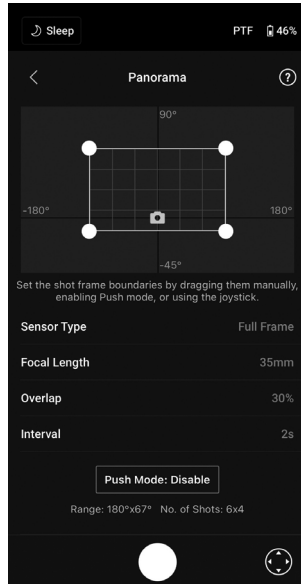 Sleep PTF 46%
Panorama ?
90°
-180° 180°
-45°
Set the shot frame boundaries by dragging them manually,
enabling Push mode, or using the joystick.
Sensor Type Full Frame
Focal Length 35mm
Overlap 30%
Interval 2s
Push Mode: Disable
Range: 180°x67° No. of Shots: 6x4